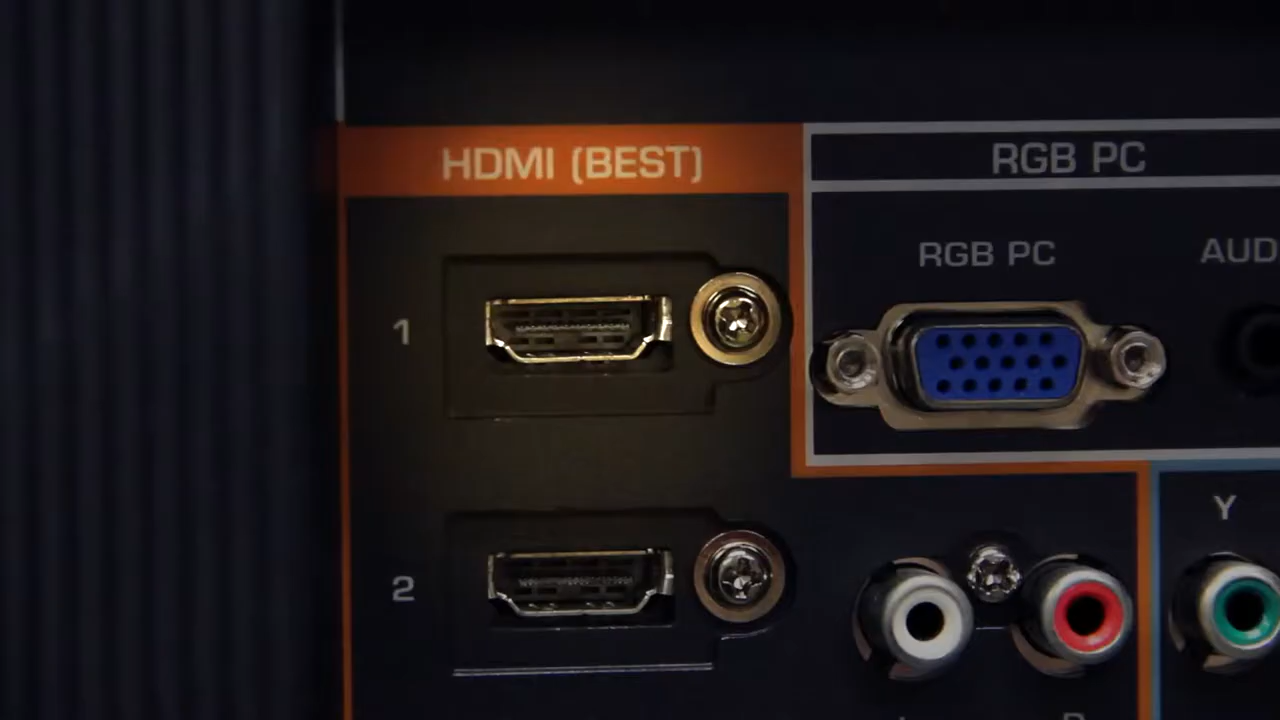 HDMI (BEST)
RGB PC
RGB PC
1
2
Y